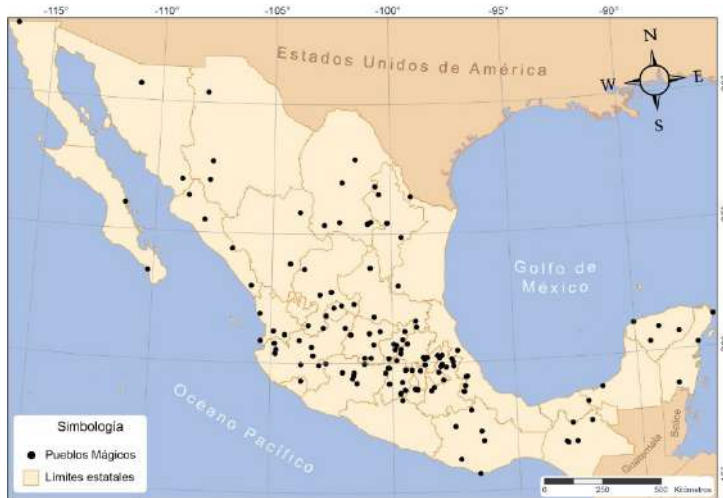 -115° -110° -105° -100° -95° -90°
Estados Unidos de América
N
W E
S
Golfo de
México
Océano Pacífico
Guatemala
Belice
Simbología
Pueblos Mágicos
Limites estatales
0 250 500
Kilómetros